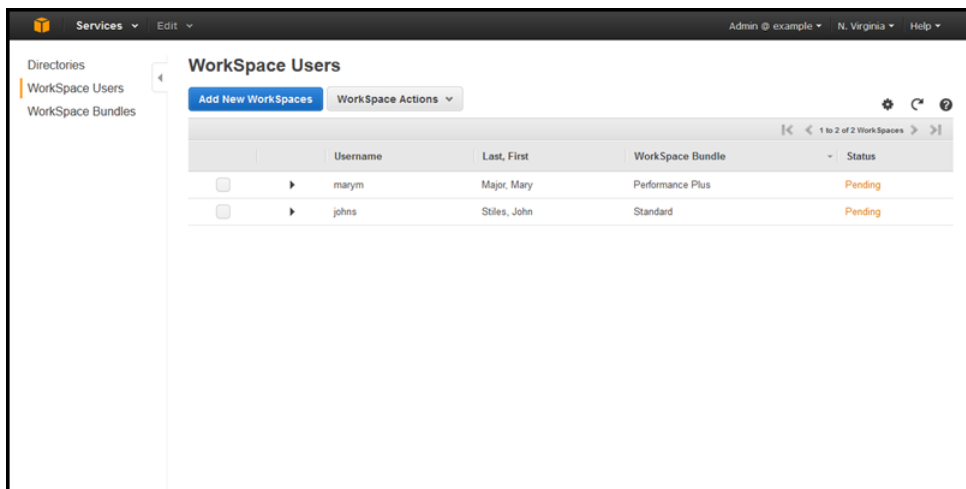 Services Edit Admin @ example N. Virginia Help
Directories
WorkSpace Users
WorkSpace Bundles
WorkSpace Users
Add New WorkSpaces WorkSpace Actions
1 to 2 of 2 WorkSpaces
Username Last, First WorkSpace Bundle Status
marym Major, Mary Performance Plus Pending
johns Stiles, John Standard Pending